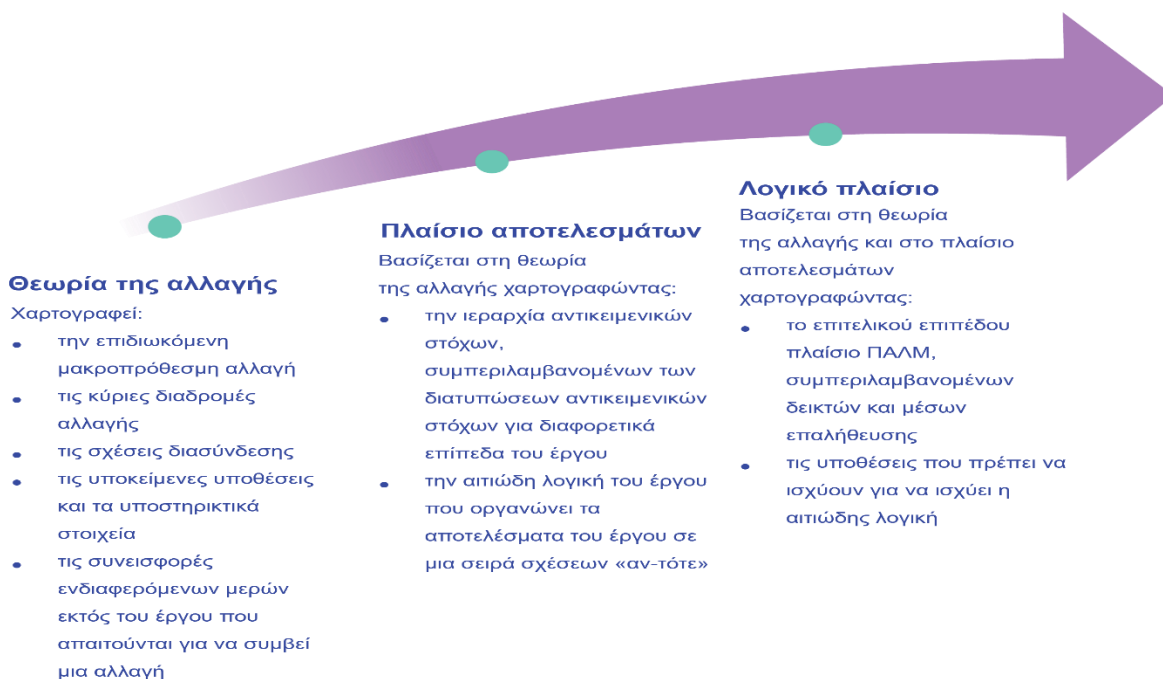 Θεωρία της αλλαγής
Χαρτογραφεί:
• την επιδιωκόμενη
μακροπρόθεσμη αλλαγή
• τις κύριες διαδρομές
αλλαγής
• τις σχέσεις διασύνδεσης
• τις υποκείμενες υποθέσεις
και τα υποστηρικτικά
στοιχεία
• τις συνεισφορές
ενδιαφερόμενων μερών
εκτός του έργου που
απαιτούνται για να συμβεί
μια αλλαγή
Πλαίσιο αποτελεσμάτων
Βασίζεται στη θεωρία
της αλλαγής χαρτογραφώντας:
• την ιεραρχία αντικειμενικών
στόχων,
συμπεριλαμβανομένων των
διατυπώσεων αντικειμενικών
στόχων για διαφορετικά
επίπεδα του έργου
• την αιτιώδη λογική του έργου
που οργανώνει τα
αποτελέσματα του έργου σε
μια σειρά σχέσεων «αν-τότε»
Λογικό πλαίσιο
Βασίζεται στη θεωρία
της αλλαγής και στο πλαίσιο
αποτελεσμάτων
χαρτογραφώντας:
• το επιτελικού επιπέδου
πλαίσιο ΠΑΛΜ,
συμπεριλαμβανομένων
δεικτών και μέσων
επαλήθευσης
• τις υποθέσεις που πρέπει να
ισχύουν για να ισχύει η
αιτιώδης λογική